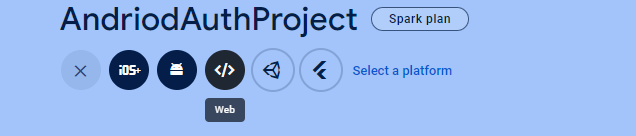 AndriodAuthProject Spark plan
iOS+ </> Select a platform
Web